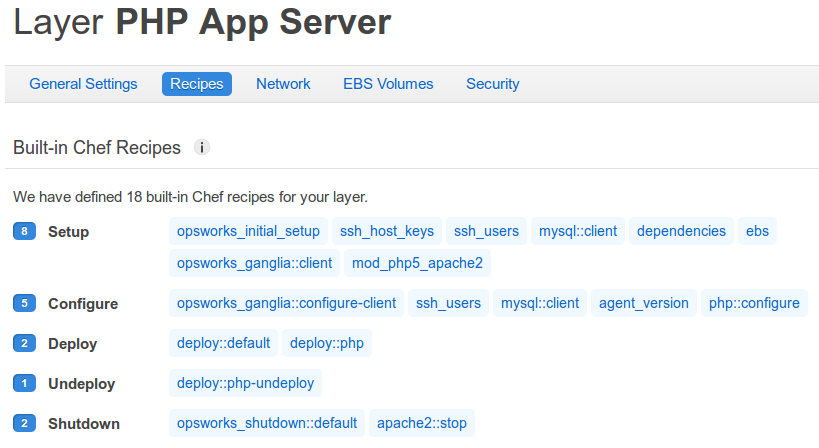 Layer PHP App Server
General Settings Recipes Network EBS Volumes Security
Built-in Chef Recipes i
We have defined 18 built-in Chef recipes for your layer.
8 Setup opsworks_initial_setup ssh_host_keys ssh_users mysql::client dependencies ebs
opsworks_ganglia::client mod_php5_apache2
5 Configure opsworks_ganglia::configure-client ssh_users mysql::client agent_version php::configure
2 Deploy deploy::default deploy::php
1 Undeploy deploy::php-undeploy
2 Shutdown opsworks_shutdown::default apache2::stop